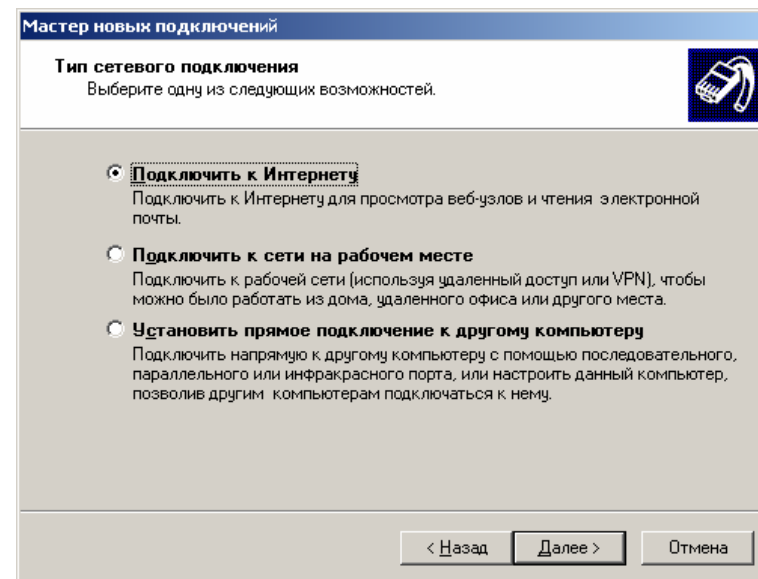 Мастер новых подключений
Тип сетевого подключения
Выберите одну из следующих возможностей.
Подключить к Интернету
Подключить к Интернету для просмотра веб-узлов и чтения электронной
почты.
Подключить к сети на рабочем месте
Подключить к рабочей сети (используя удаленный доступ или VPN), чтобы
можно было работать из дома, удаленного офиса или другого места.
Установить прямое подключение к другому компьютеру
Подключить напрямую к другому компьютеру с помощью последовательного,
параллельного или инфракрасного порта, или настроить данный компьютер,
позволив другим компьютерам подключаться к нему.
< Назад Далее > Отмена